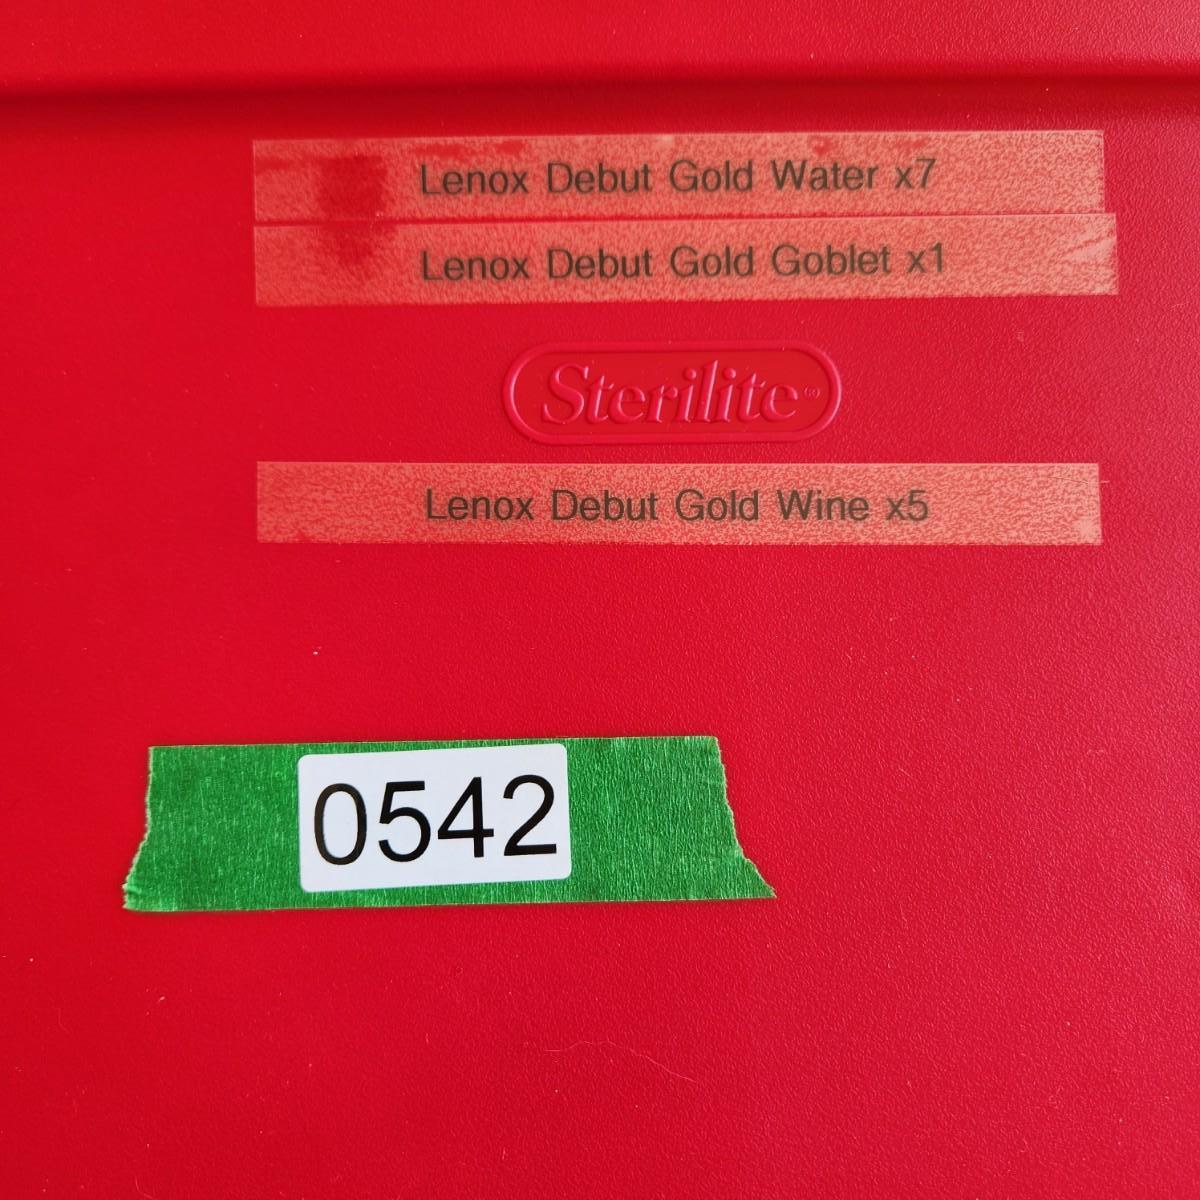 Lenox Debut Gold Water x7
Lenox Debut Gold Goblet x1
Sterilite®
Lenox Debut Gold Wine x5
0542